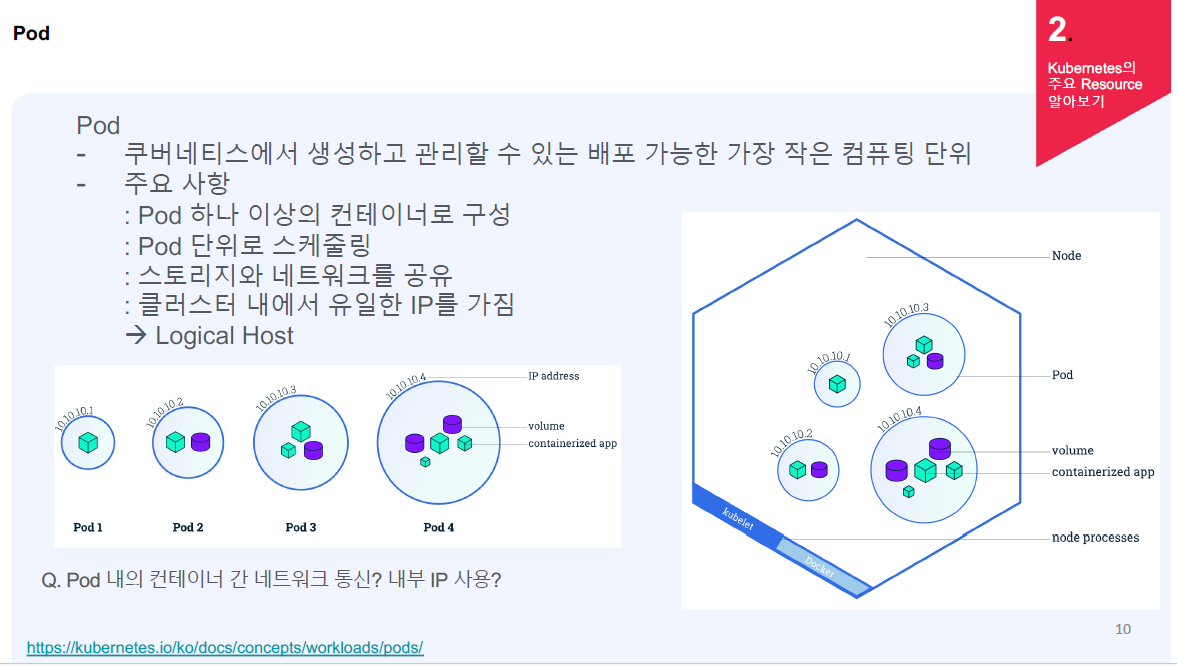 Pod
2.
Kubernetes의
주요 Resource
알아보기
Pod
- 쿠버네티스에서 생성하고 관리할 수 있는 배포 가능한 가장 작은 컴퓨팅 단위
- 주요 사항
: Pod 하나 이상의 컨테이너로 구성
: Pod 단위로 스케줄링
: 스토리지와 네트워크를 공유
: 클러스터 내에서 유일한 IP를 가짐
→ Logical Host
10.10.10.1
10.10.10.2
10.10.10.3
10.10.10.4
IP address
volume
containerized app
Pod 1
Pod 2
Pod 3
Pod 4
Node
10.10.10.3
10.10.10.1
Pod
10.10.10.4
10.10.10.2
volume
containerized app
kubelet
node processes
Docket
Q. Pod 내의 컨테이너 간 네트워크 통신? 내부 IP 사용?
10
https://kubernetes.io/ko/docs/concepts/workloads/pods/